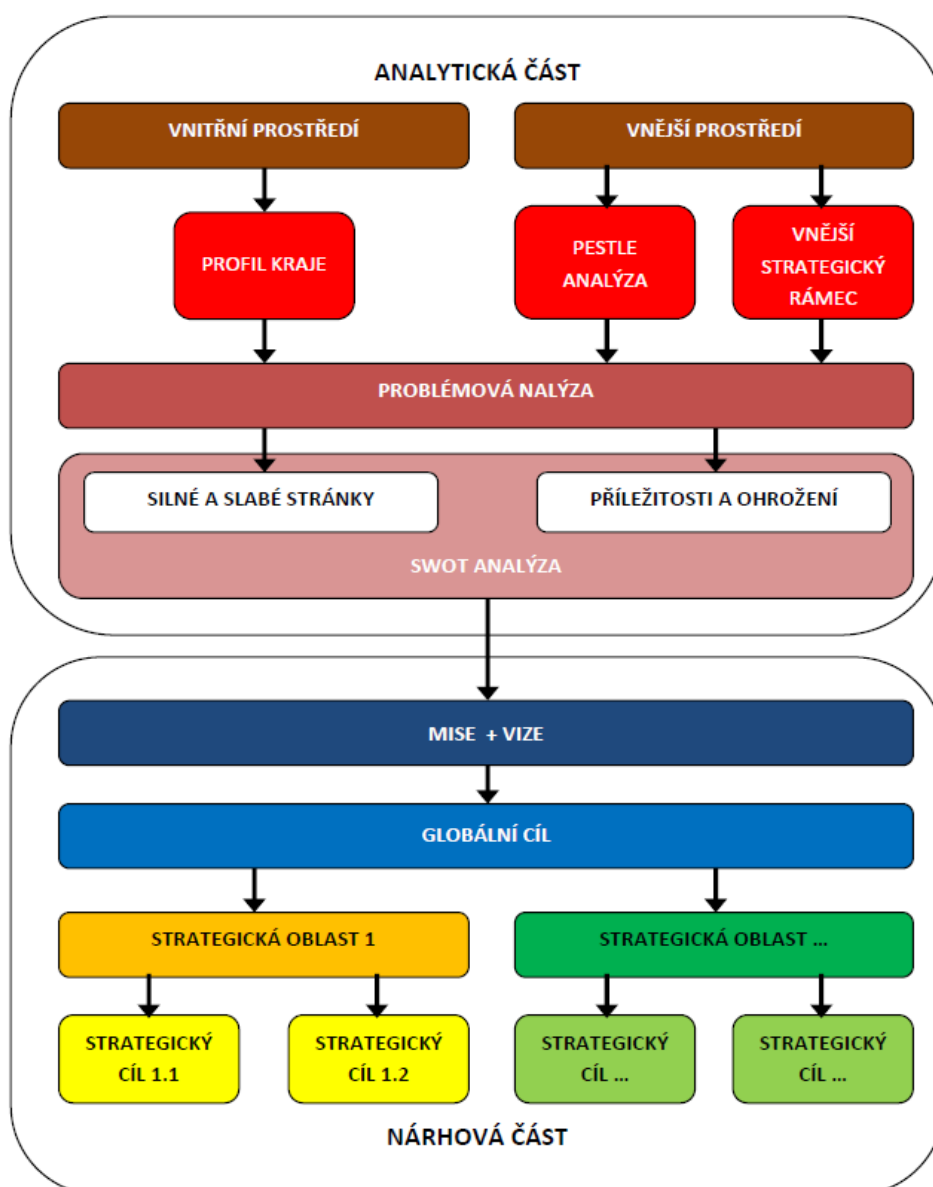 ANALYTICKÁ ČÁST
VNITŘNÍ PROSTŘEDÍ
VNĚJŠÍ PROSTŘEDÍ
PROFIL KRAJE
PESTLE
ANALÝZA
VNĚJŠÍ
STRATEGICKÝ
RÁMEC
PROBLÉMOVÁ NALÝZA
SILNÉ A SLABÉ STRÁNKY
PŘÍLEŽITOSTI A OHROŽENÍ
SWOT ANALÝZA
MISE + VIZE
GLOBÁLNÍ CÍL
STRATEGICKÁ OBLAST 1
STRATEGICKÁ OBLAST ...
STRATEGICKÝ
CÍL 1.1
STRATEGICKÝ
CÍL 1.2
STRATEGICKÝ
CÍL ...
STRATEGICKÝ
CÍL ...
NÁRHOVÁ ČÁST